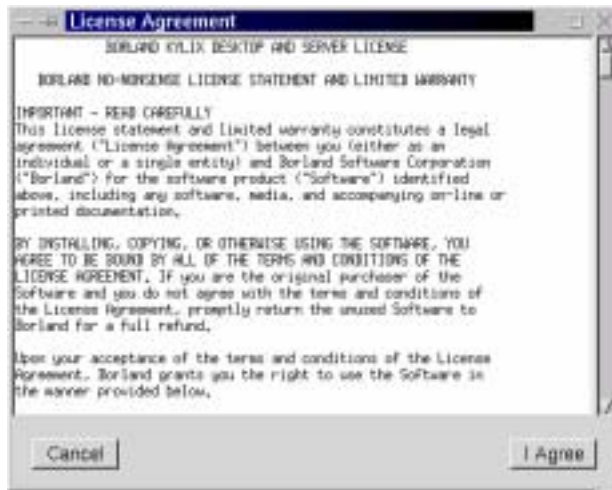 License Agreement
BORLAND KYLIX DESKTOP AND SERVER LICENSE
BORLAND NO-NONSENSE LICENSE STATEMENT AND LIMITED WARRANTY
IMPORTANT - READ CAREFULLY
This license statement and limited warranty constitutes a legal
agreement ("License Agreement") between you (either as an
individual or a single entity) and Borland Software Corporation
("Borland") for the software product ("Software") identified
above, including any software, media, and accompanying on-line or
printed documentation.
BY INSTALLING, COPYING, OR OTHERWISE USING THE SOFTWARE, YOU
AGREE TO BE BOUND BY ALL OF THE TERMS AND CONDITIONS OF THE
LICENSE AGREEMENT. If you are the original purchaser of the
Software and you do not agree with the terms and conditions of
the License Agreement, promptly return the unused Software to
Borland for a full refund.
Upon your acceptance of the terms and conditions of the License
Agreement, Borland grants you the right to use the Software in
the manner provided below.
Cancel
I Agree